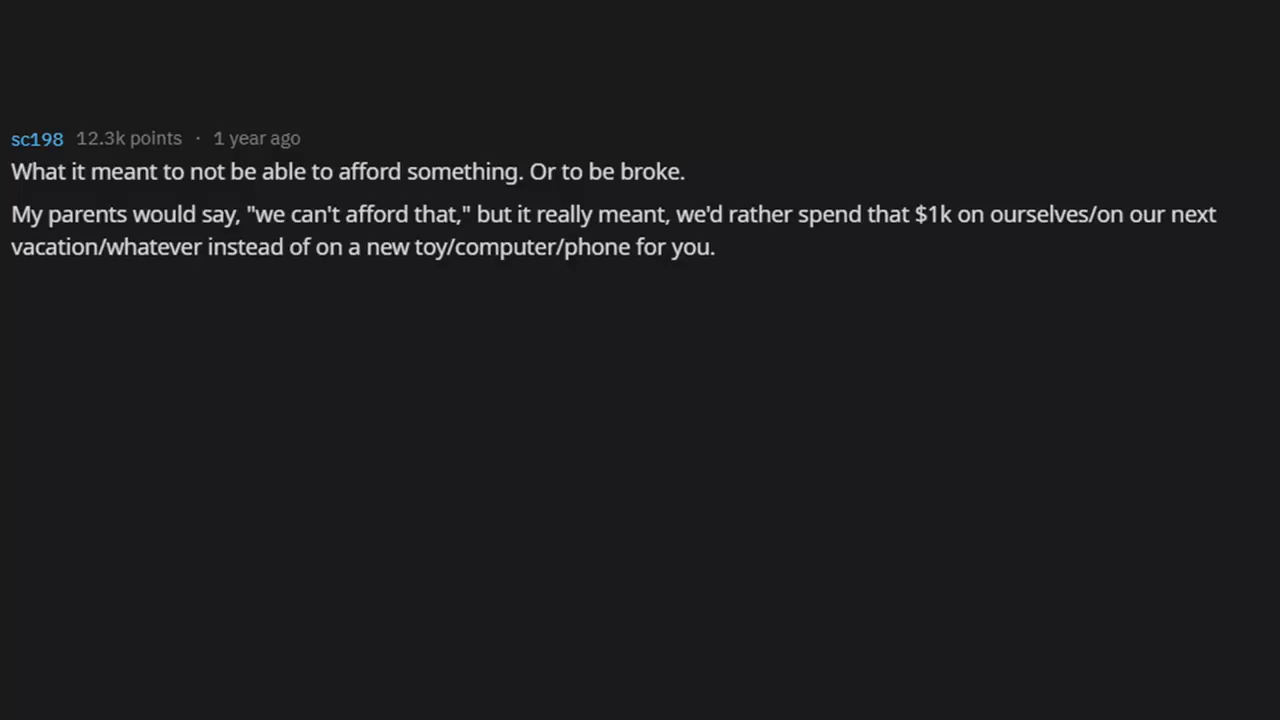 sc198 12.3k points · 1 year ago
What it meant to not be able to afford something. Or to be broke.
My parents would say, "we can't afford that," but it really meant, we'd rather spend that $1k on ourselves/on our next
vacation/whatever instead of on a new toy/computer/phone for you.